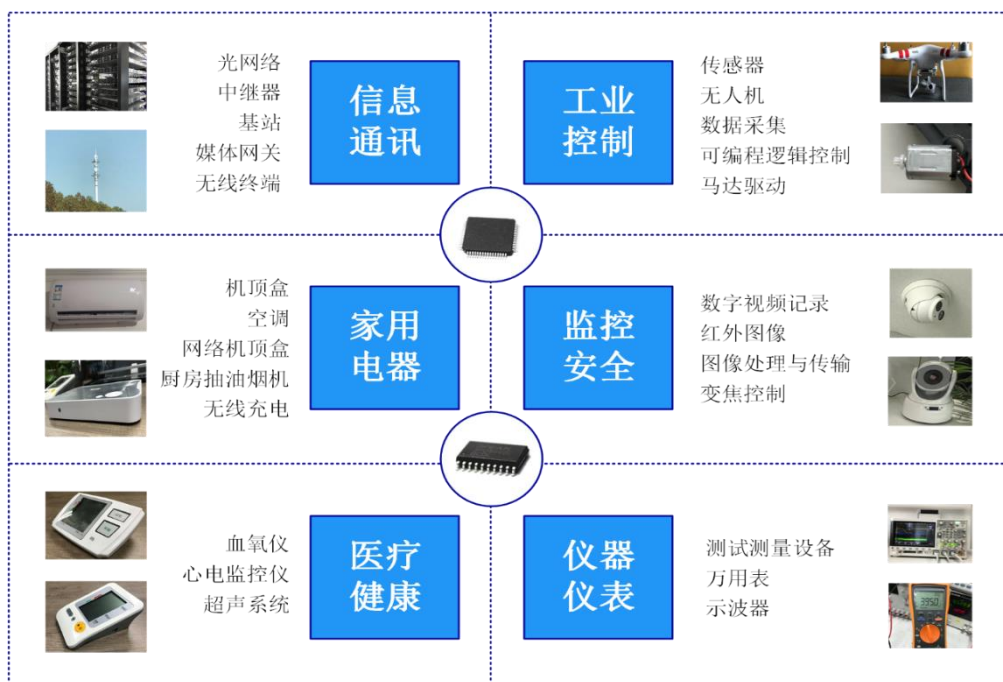 光网络
中继器
基站
媒体网关
无线终端
信息
通讯
工业
控制
传感器
无人机
数据采集
可编程逻辑控制
马达驱动
机顶盒
空调
网络机顶盒
厨房抽油烟机
无线充电
家用
电器
监控
安全
数字视频记录
红外图像
图像处理与传输
变焦控制
血氧仪
心电监控仪
超声系统
医疗
健康
仪器
仪表
测试测量设备
万用表
示波器